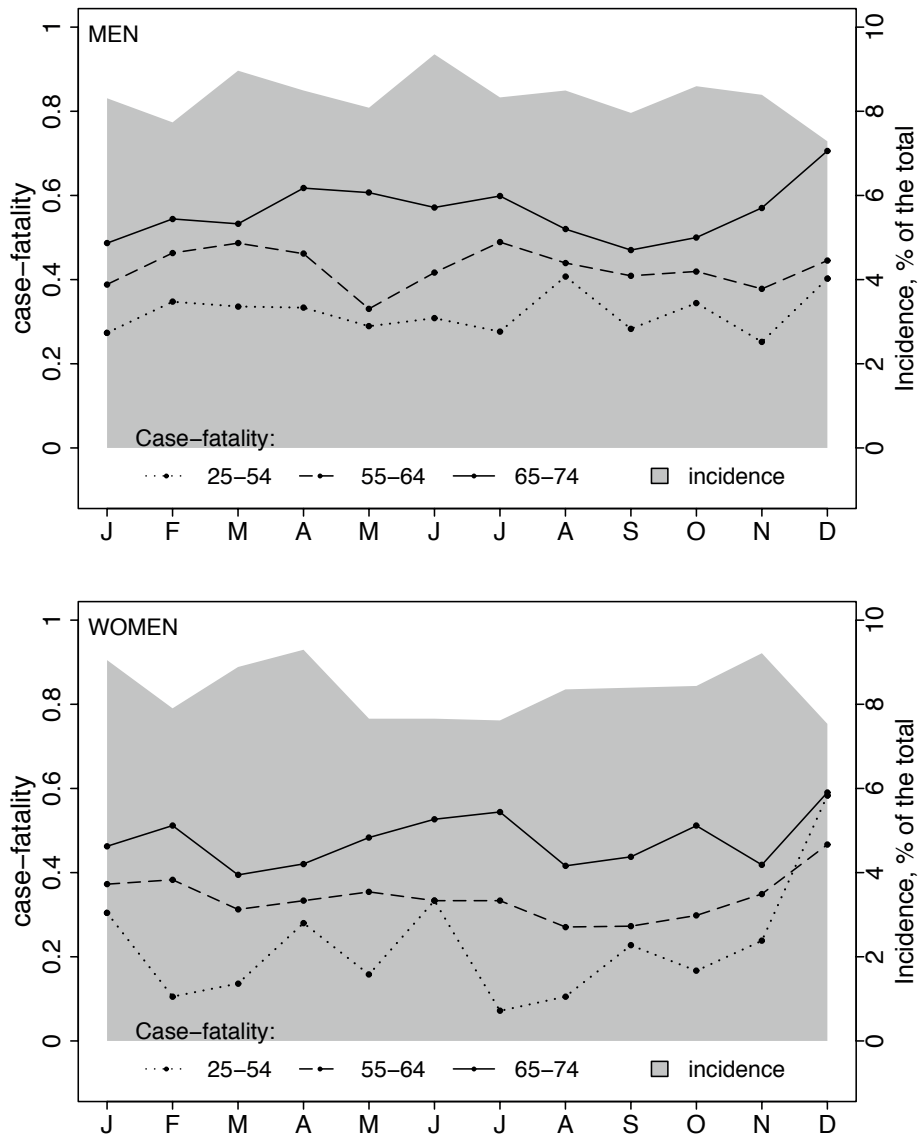 MEN
case−fatality
0 0.2 0.4 0.6 0.8 1
Incidence, % of the total
0 2 4 6 8 10
Case−fatality:
25−54 55−64 65−74 incidence
J F M A M J J A S O N D
WOMEN
case−fatality
0 0.2 0.4 0.6 0.8 1
Incidence, % of the total
0 2 4 6 8 10
Case−fatality:
25−54 55−64 65−74 incidence
J F M A M J J A S O N D